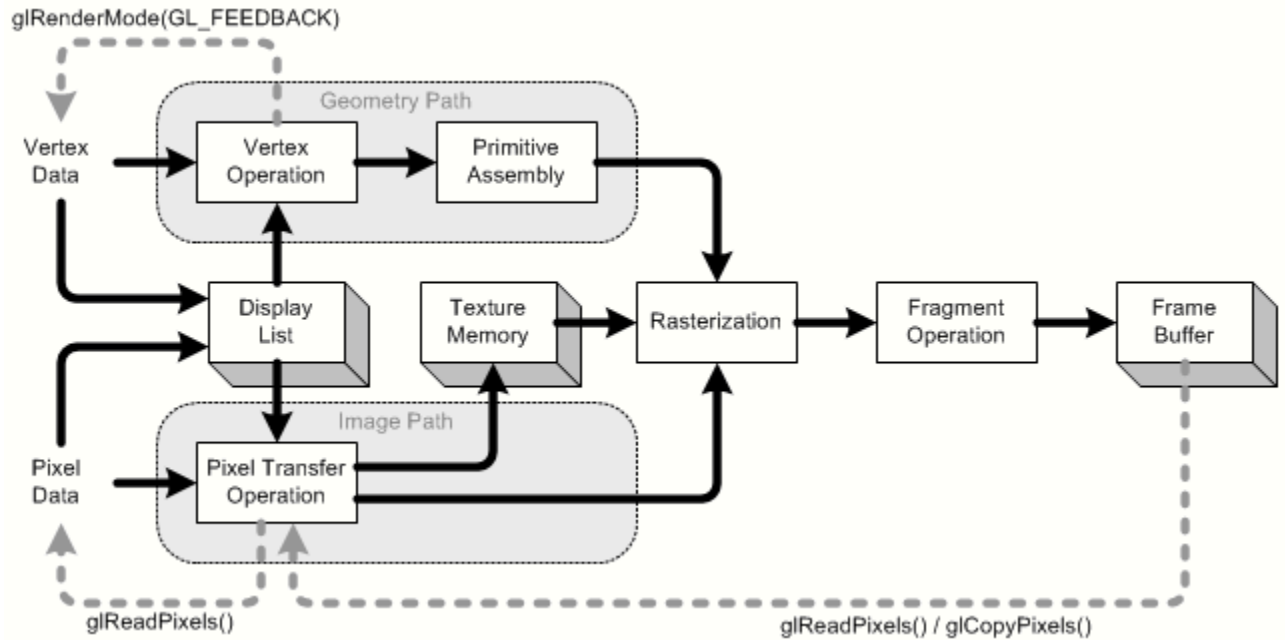 glRenderMode(GL_FEEDBACK)
Geometry Path
Vertex
Data
Vertex
Operation
Primitive
Assembly
Display
List
Texture
Memory
Rasterization
Fragment
Operation
Frame
Buffer
Image Path
Pixel
Data
Pixel Transfer
Operation
glReadPixels()
glReadPixels() / glCopyPixels()